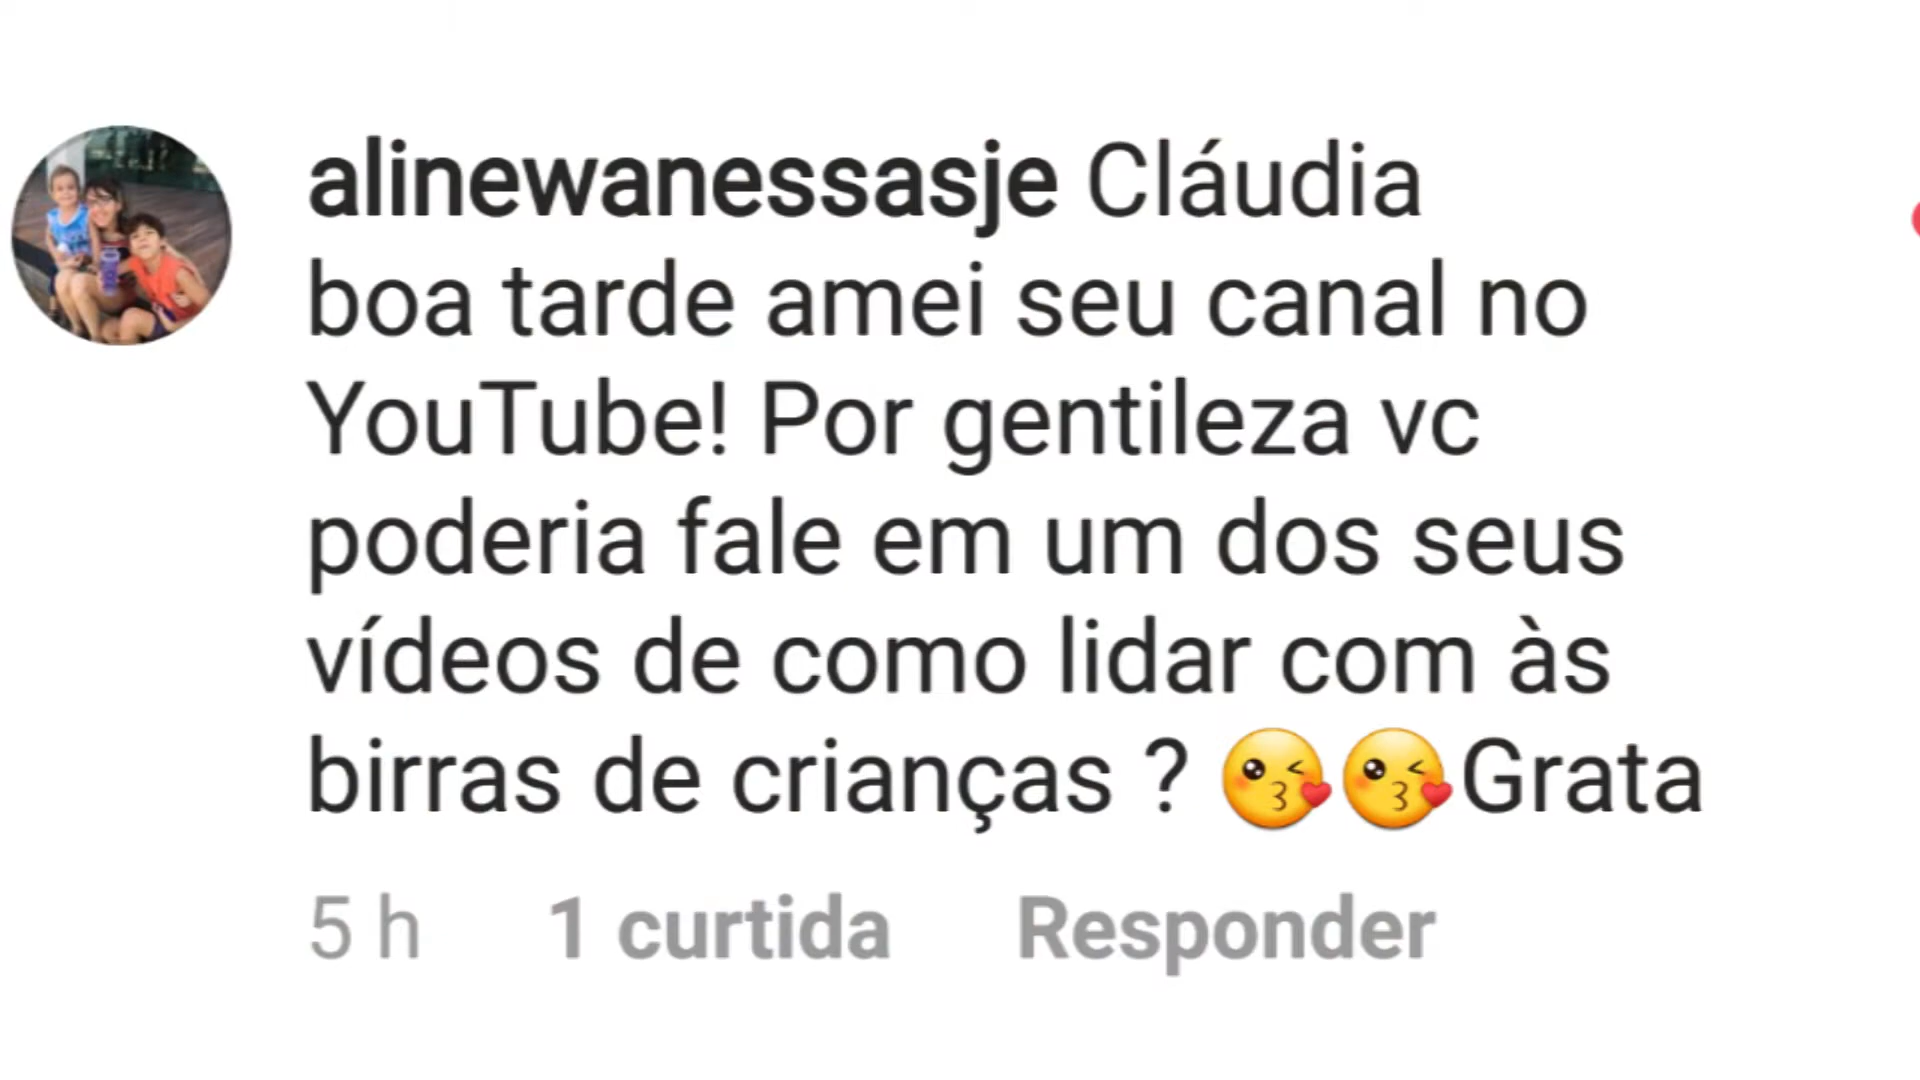 alinewanessasje Cláudia
boa tarde amei seu canal no
YouTube! Por gentileza vc
poderia fale em um dos seus
vídeos de como lidar com às
birras de crianças ? 😘😘Grata
5 h 1 curtida Responder